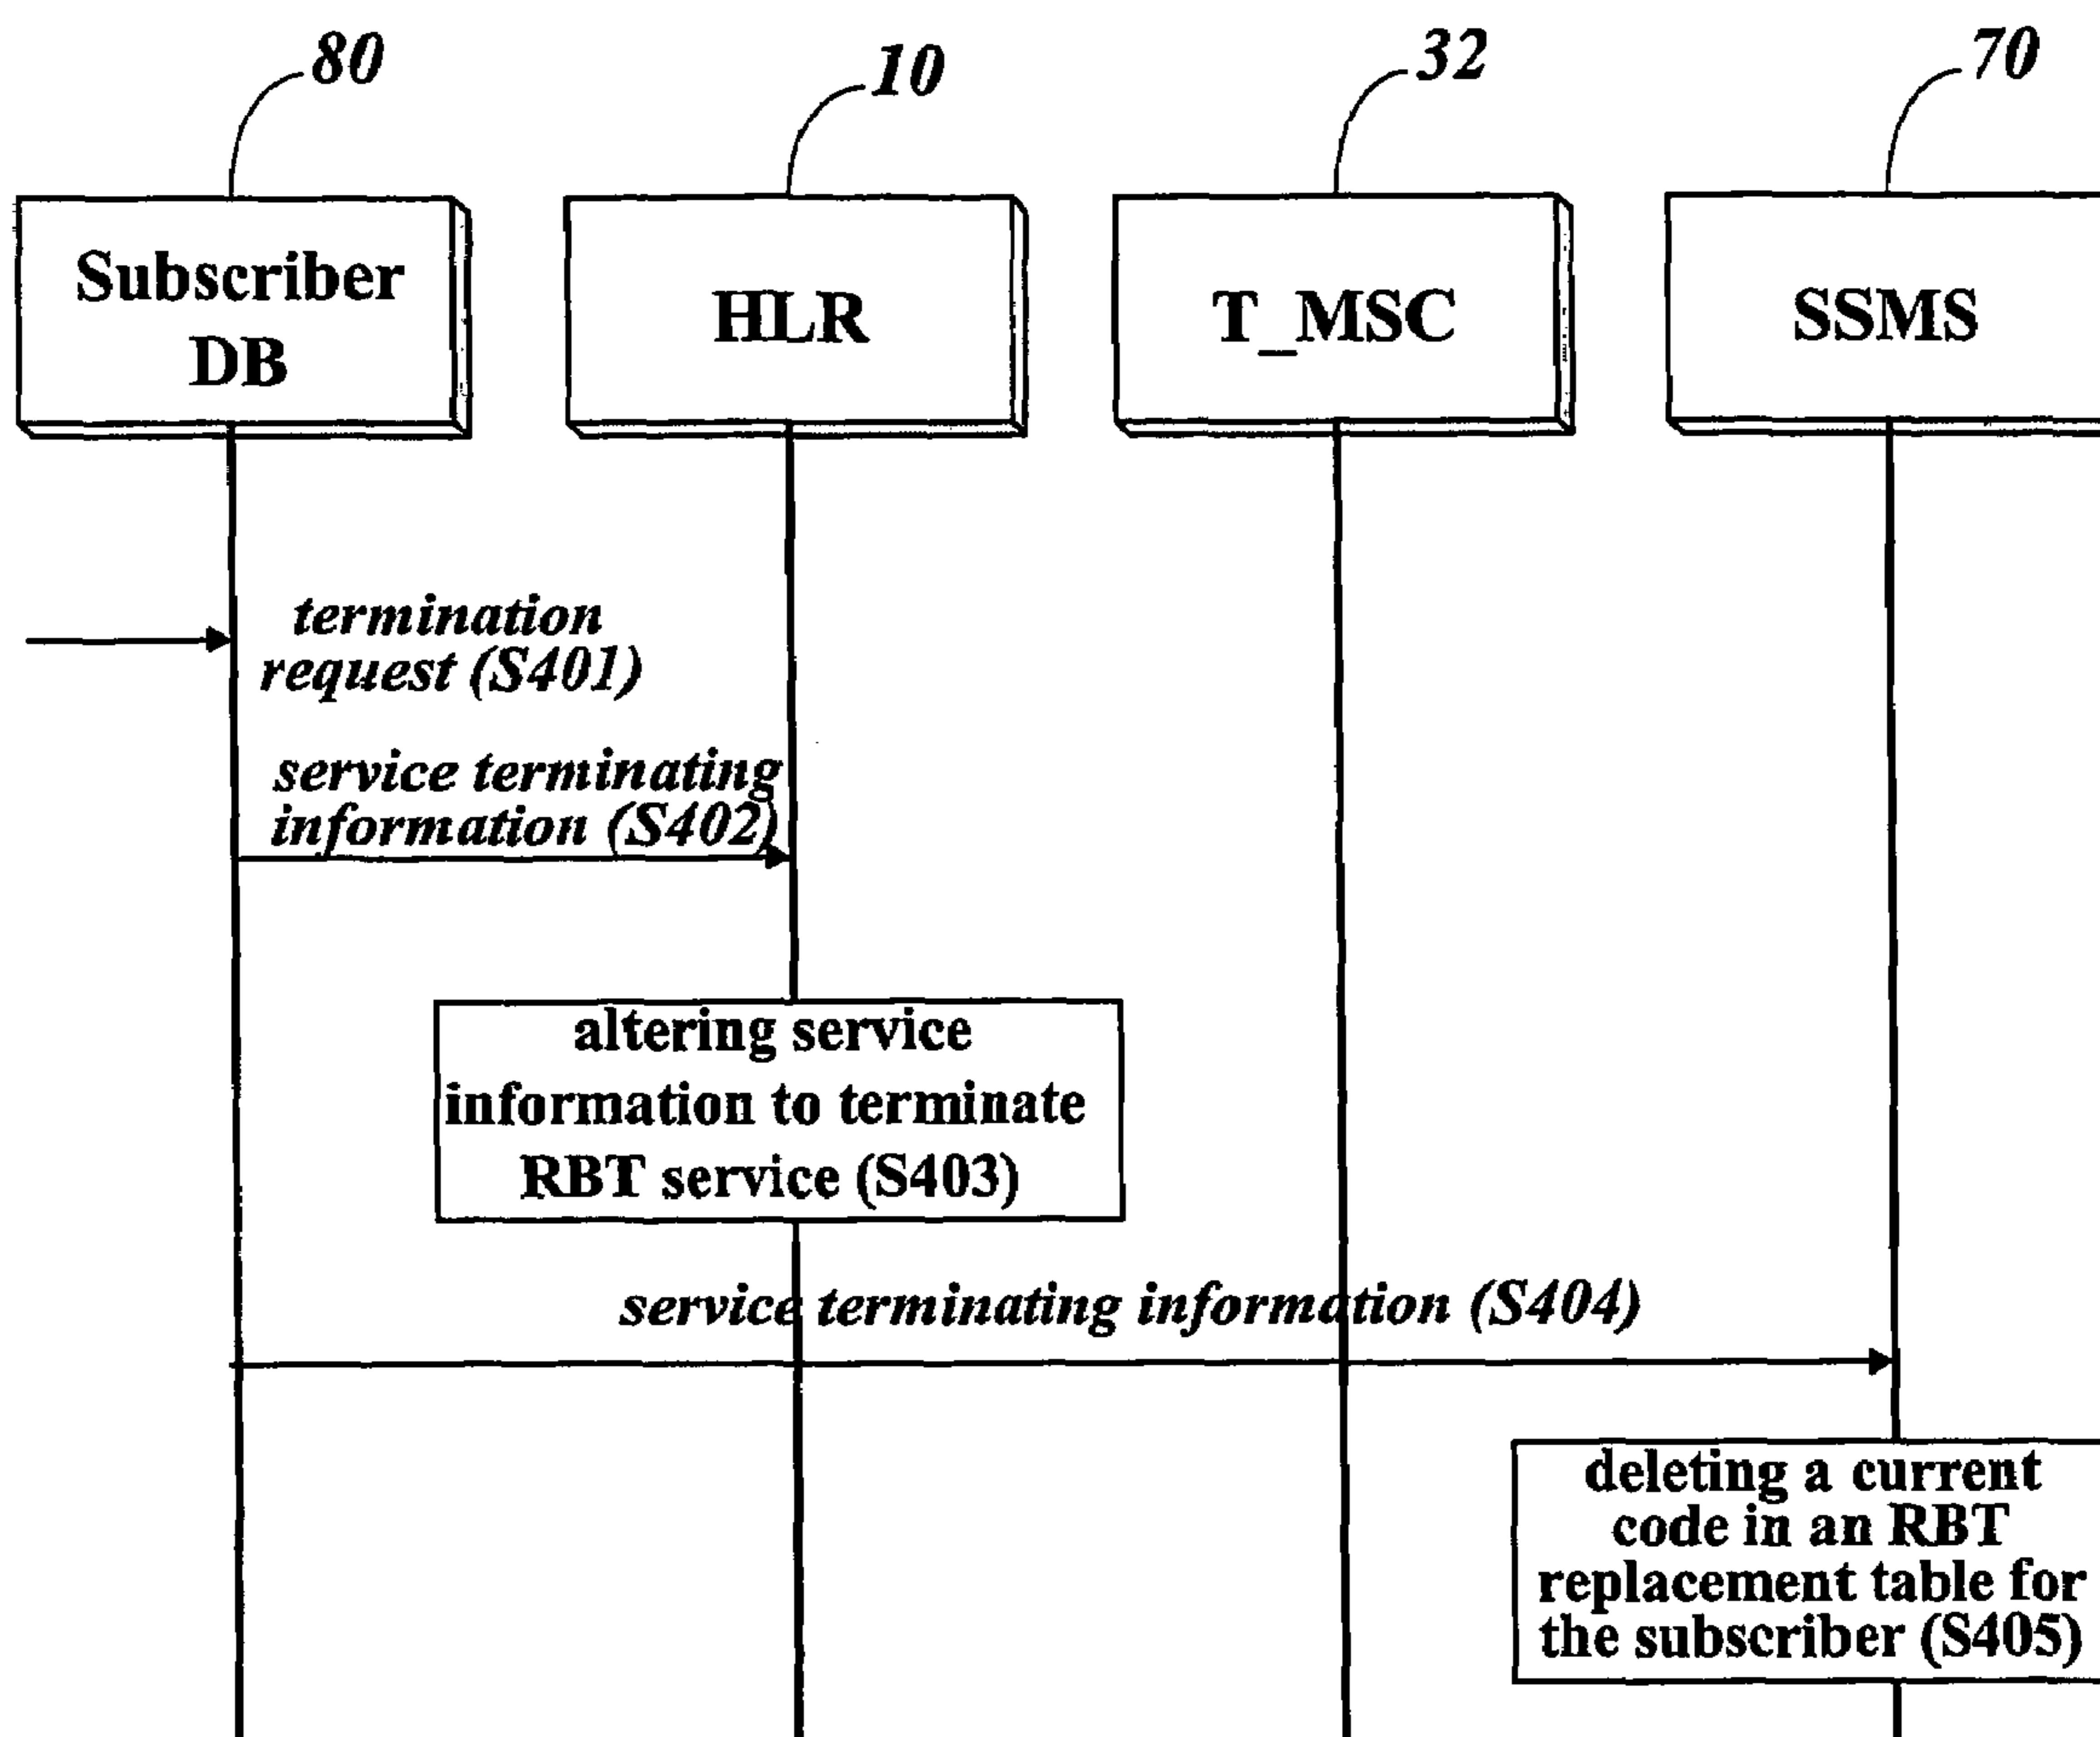 80
10
32
70
Subscriber
DB
HLR
T_MSC
SSMS
termination
request (S401)
service terminating
information (S402)
altering service
information to terminate
RBT service (S403)
service terminating information (S404)
deleting a current
code in an RBT
replacement table for
the subscriber (S405)